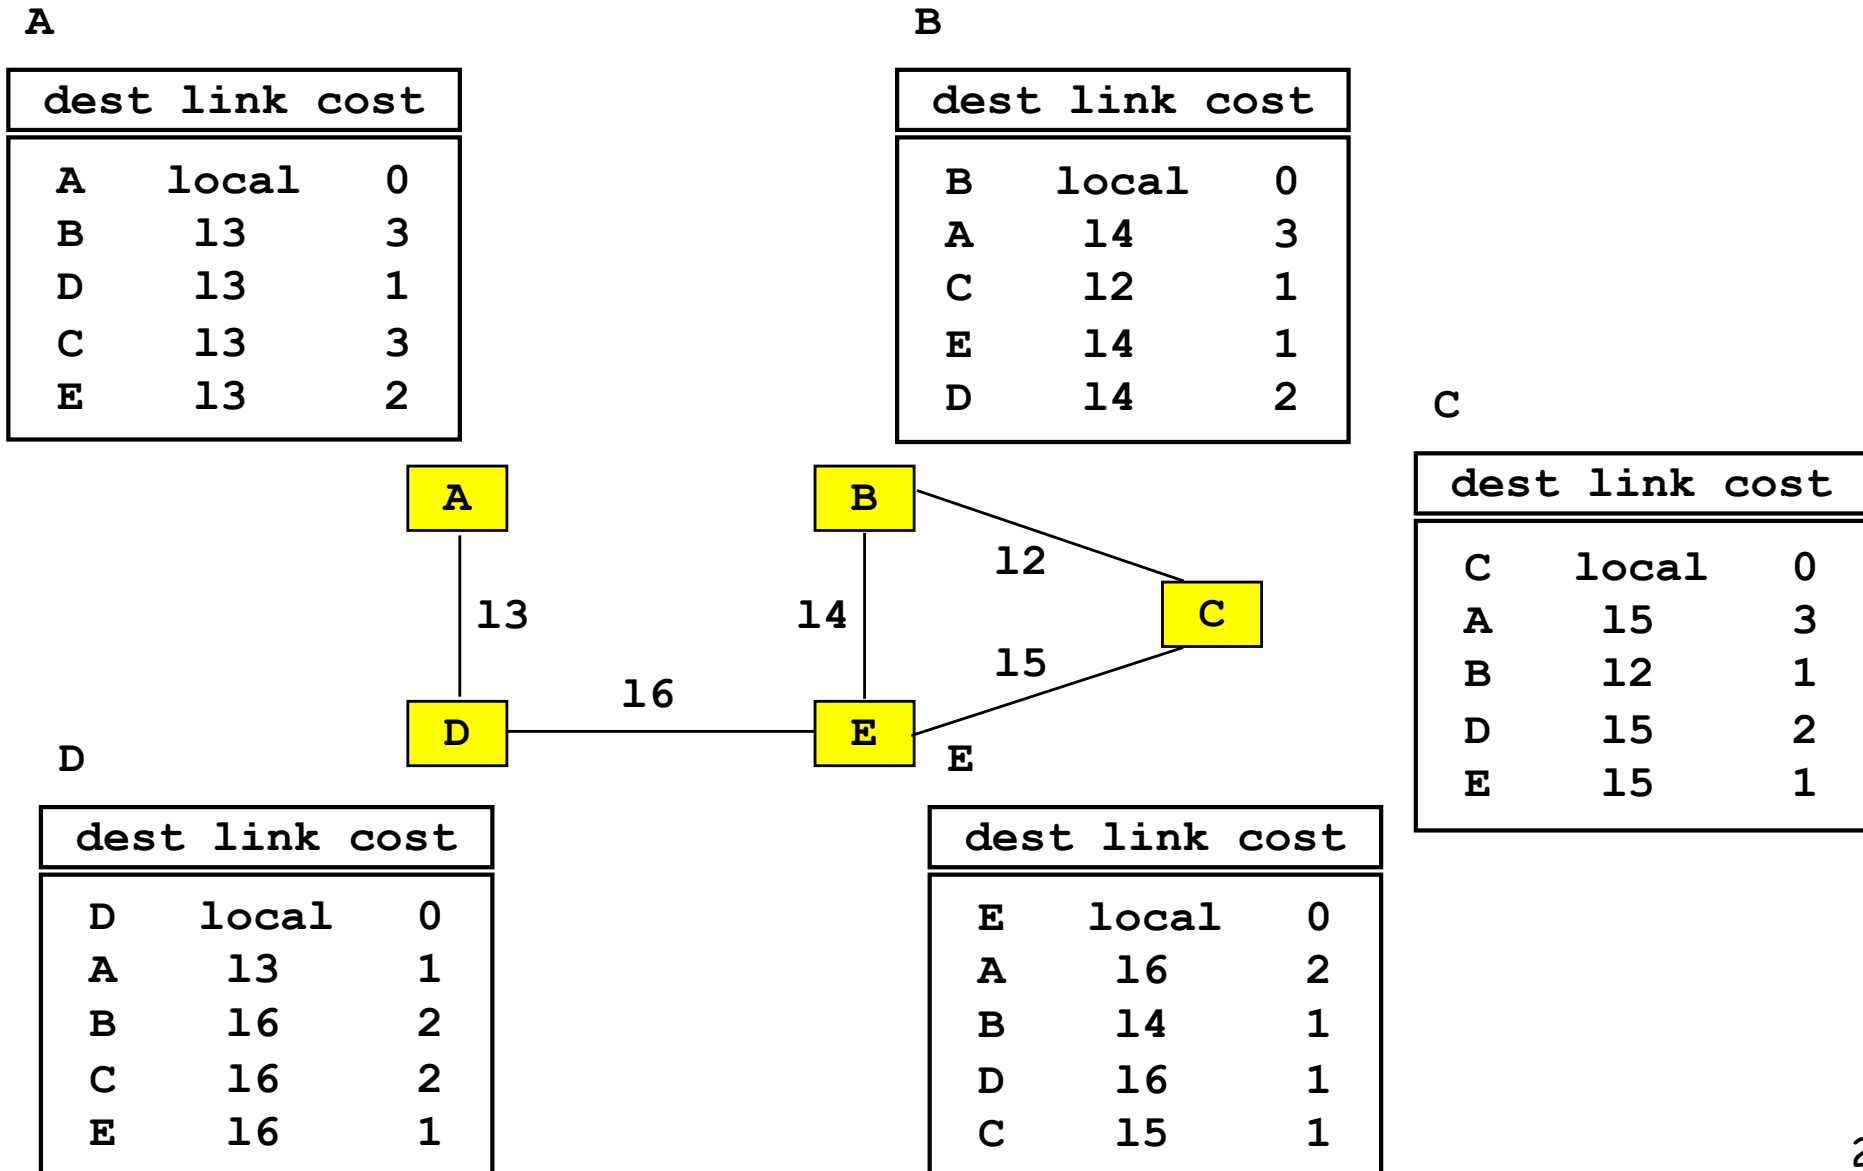 A
dest link cost
A local 0
B l3 3
D l3 1
C l3 3
E l3 2
B
dest link cost
B local 0
A l4 3
C l2 1
E l4 1
D l4 2
C
dest link cost
C local 0
A l5 3
B l2 1
D l5 2
E l5 1
A
B
l2
C
l3
l4
l5
l6
D
E
D
dest link cost
D local 0
A l3 1
B l6 2
C l6 2
E l6 1
E
dest link cost
E local 0
A l6 2
B l4 1
D l6 1
C l5 1